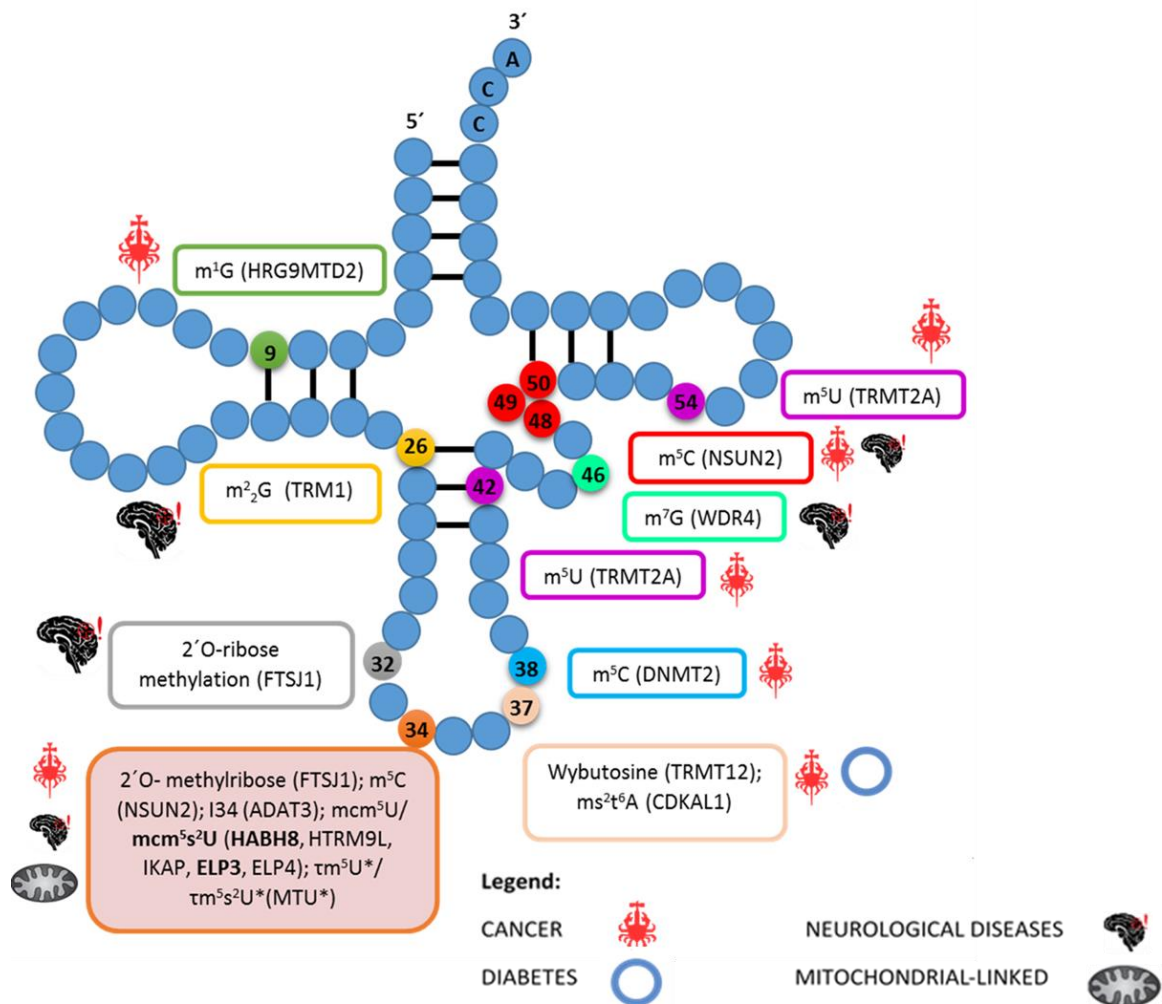 3´
A
C
C
5´
m¹G (HRG9MTD2)
9
50
49
48
54
m⁵U (TRMT2A)
26
46
m⁵C (NSUN2)
42
m²₂G (TRM1)
m⁷G (WDR4)
m⁵U (TRMT2A)
2´O-ribose
methylation (FTSJ1)
32
38
m⁵C (DNMT2)
37
34
2´O- methylribose (FTSJ1); m⁵C
(NSUN2); I34 (ADAT3); mcm⁵U/
mcm⁵s²U (HABH8, HTRM9L,
IKAP, ELP3, ELP4); τm⁵U*/
τm⁵s²U*(MTU*)
Wybutosine (TRMT12);
ms²t⁶A (CDKAL1)
Legend:
CANCER
NEUROLOGICAL DISEASES
DIABETES
MITOCHONDRIAL-LINKED